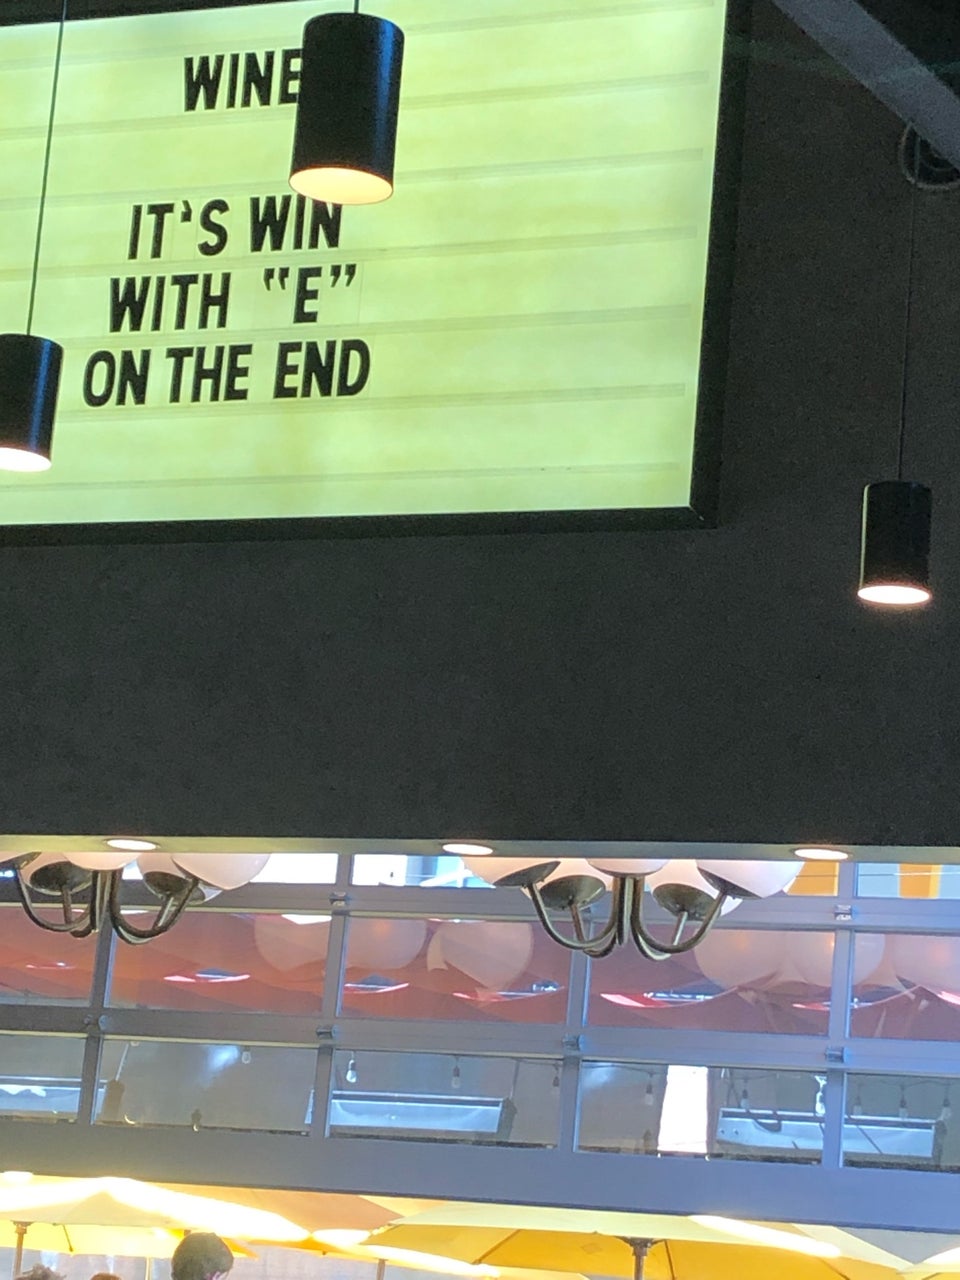 WINE
IT'S WIN
WITH "E"
ON THE END